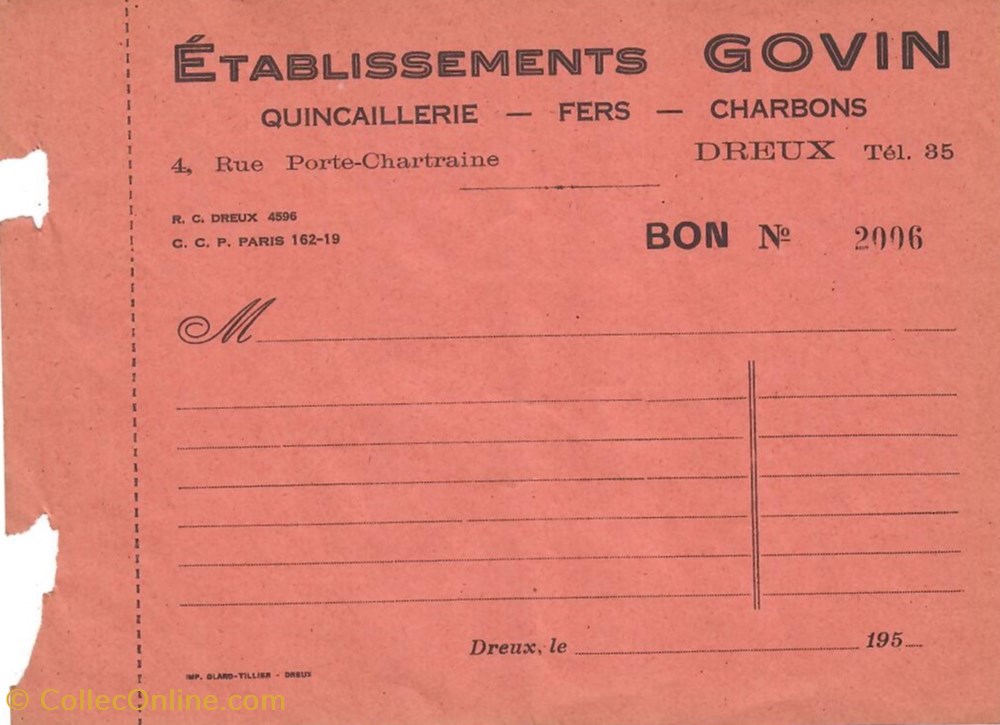 ÉTABLISSEMENTS GOVIN
QUINCAILLERIE — FERS — CHARBONS
4, Rue Porte-Chartraine DREUX Tél. 35
R. C. DREUX 4596
C. C. P. PARIS 162-19
BON Nº 2006
M
Dreux, le 195
IMP. GLARD-TILLIER - DREUX
© CollecOnline.com